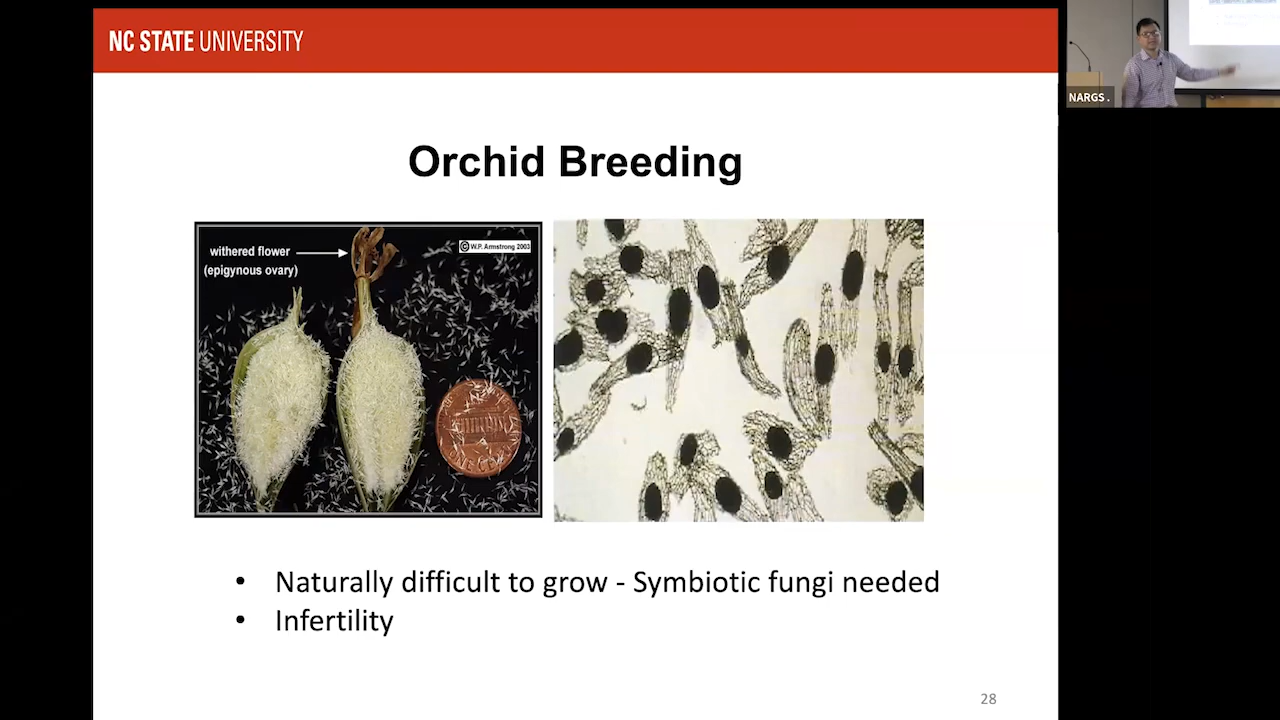 NC STATE UNIVERSITY
NARGS .
Orchid Breeding
withered flower
(epigynous ovary)
© W.P. Armstrong 2003
• Naturally difficult to grow - Symbiotic fungi needed
• Infertility
28